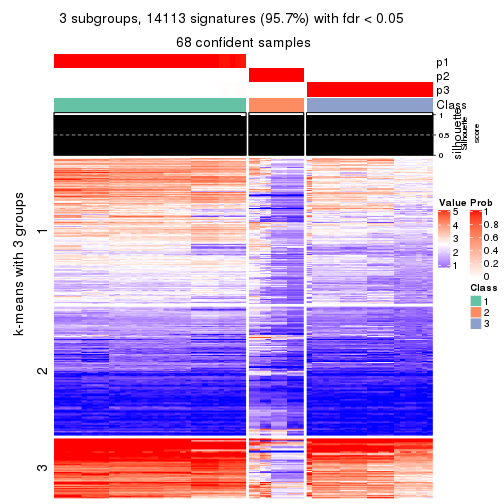 3 subgroups, 14113 signatures (95.7%) with fdr < 0.05
68 confident samples
p1
p2
p3
Class
silhouette
Silhouette
score
1
0.5
0
k-means with 3 groups
1
2
3
Value
5
4
3
2
1
Prob
1
0.8
0.6
0.4
0.2
0
Class
1
2
3